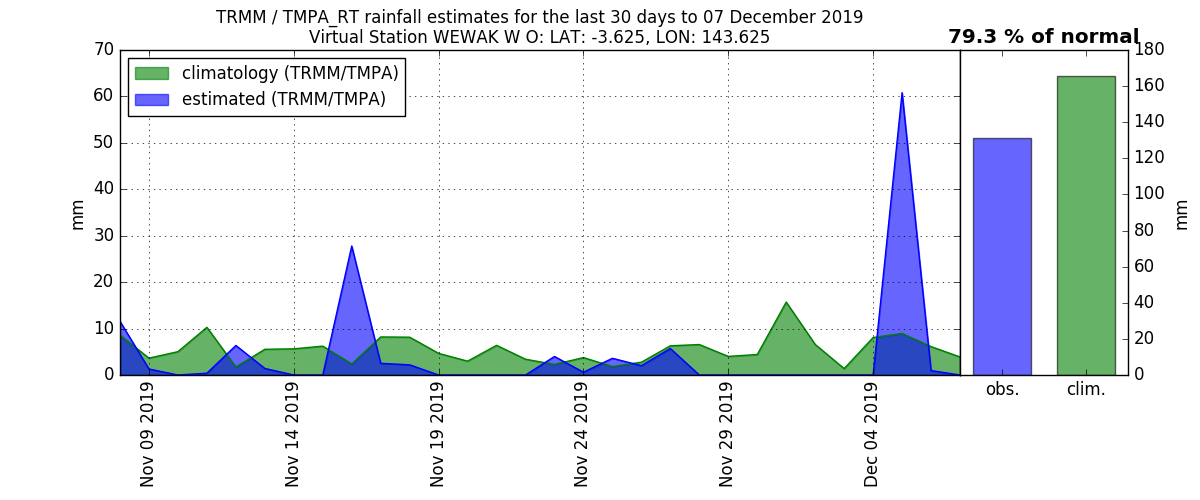 TRMM / TMPA_RT rainfall estimates for the last 30 days to 07 December 2019
Virtual Station WEWAK W O: LAT: -3.625, LON: 143.625
79.3 % of normal
climatology (TRMM/TMPA)
estimated (TRMM/TMPA)
70
60
50
40
30
20
10
0
mm
Nov 09 2019
Nov 14 2019
Nov 19 2019
Nov 24 2019
Nov 29 2019
Dec 04 2019
180
160
140
120
100
80
60
40
20
0
mm
obs.
clim.